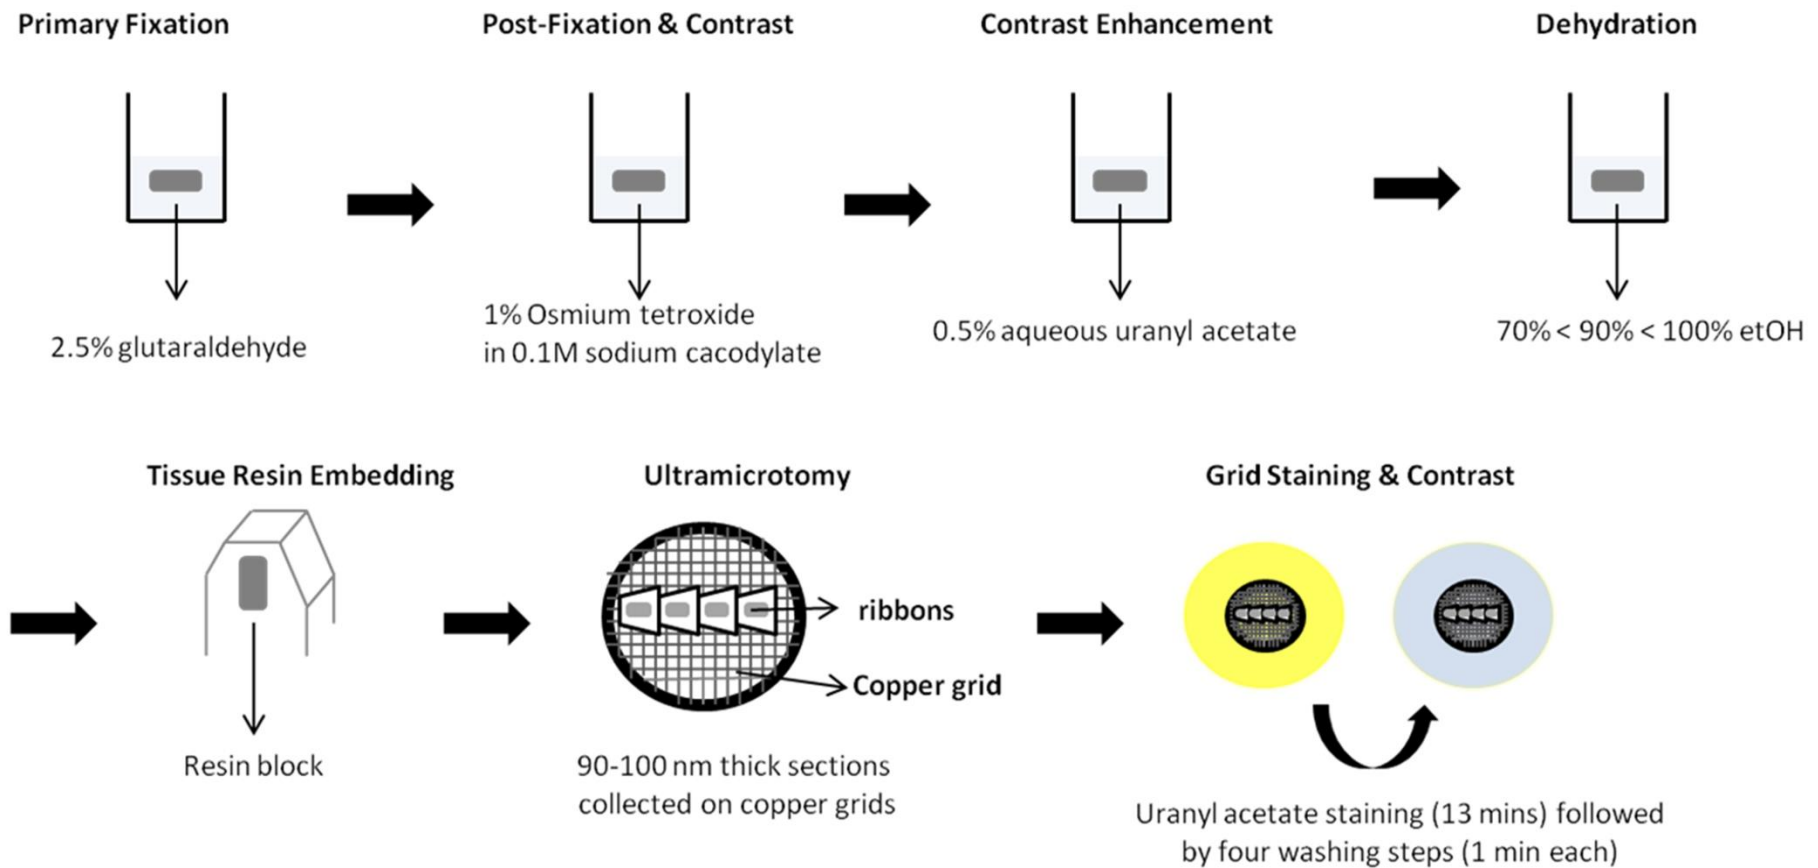 Primary Fixation
Post-Fixation & Contrast
Contrast Enhancement
Dehydration
2.5% glutaraldehyde
1% Osmium tetroxide
in 0.1M sodium cacodylate
0.5% aqueous uranyl acetate
70% < 90% < 100% etOH
Tissue Resin Embedding
Ultramicrotomy
Grid Staining & Contrast
ribbons
Copper grid
Resin block
90-100 nm thick sections
collected on copper grids
Uranyl acetate staining (13 mins) followed
by four washing steps (1 min each)